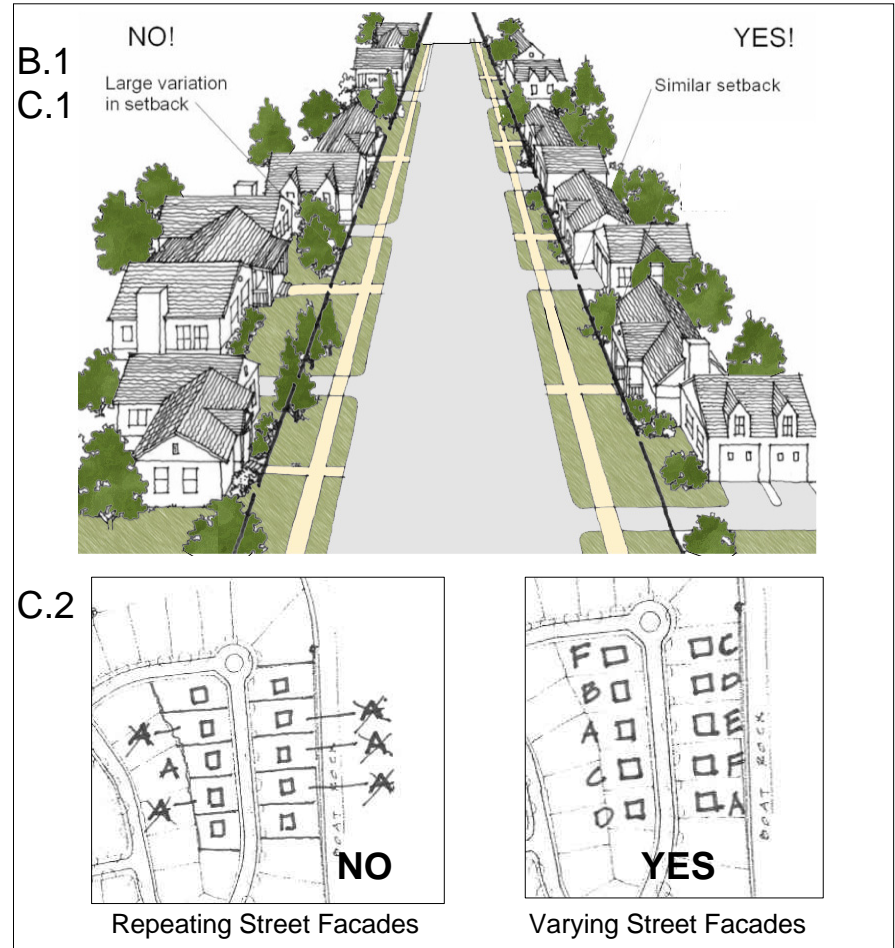 NO!
YES!
B.1
C.1
Large variation
in setback
Similar setback
C.2
A
A
A
A
A
A
BOAT ROCK
NO
F
C
B
D
A
E
C
F
D
A
BOAT ROCK
YES
Repeating Street Facades
Varying Street Facades